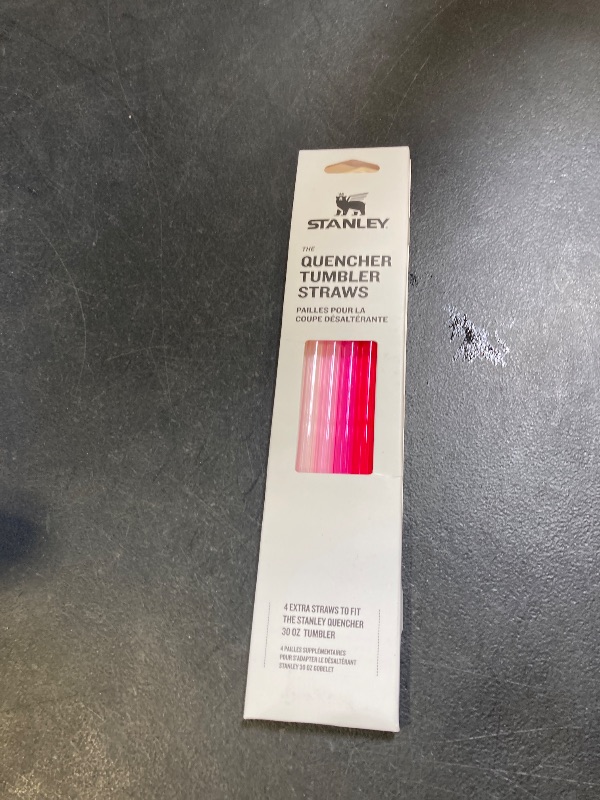 STANLEY
THE
QUENCHER
TUMBLER
STRAWS
PAILLES POUR LA
COUPE DÉSALTÉRANTE
4 EXTRA STRAWS TO FIT
THE STANLEY QUENCHER
30 OZ TUMBLER
4 PAILLES SUPPLÉMENTAIRES
POUR S'ADAPTER LE DÉSALTÉRANT
STANLEY 30 OZ GOBELET